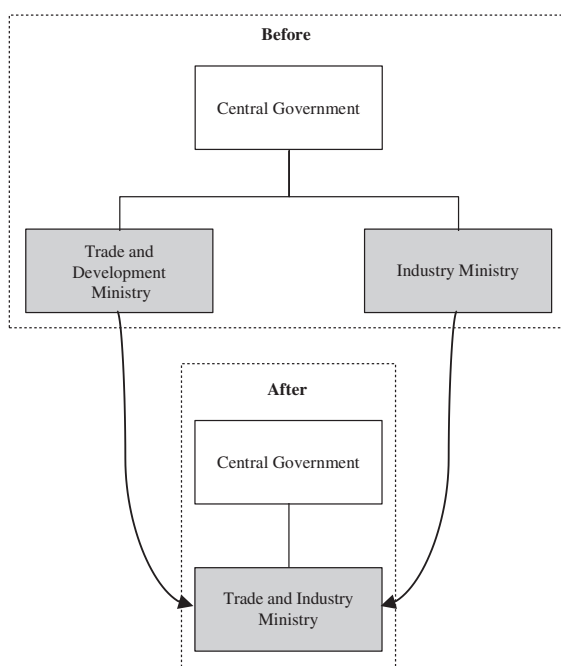 Before
Central Government
Trade and
Development
Ministry
Industry Ministry
After
Central Government
Trade and Industry
Ministry